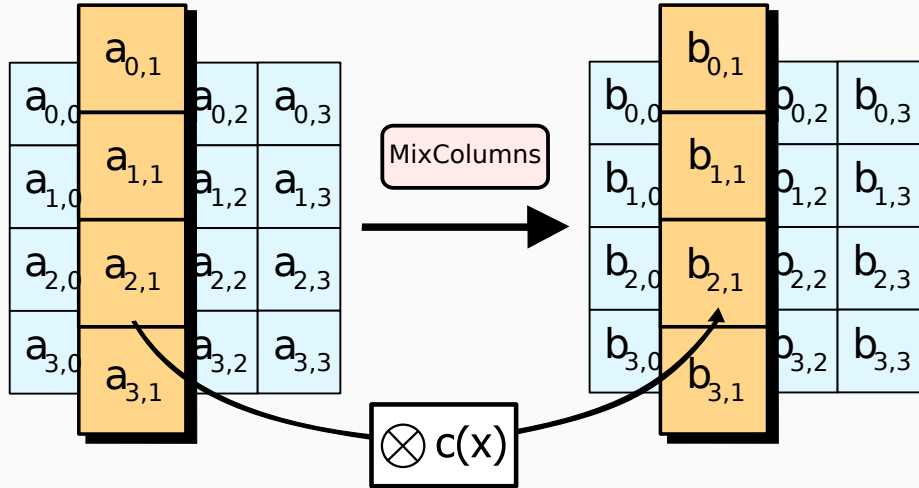 a0,1 b0,1
a0,0 a0,2 a0,3 b0,0 b0,2 b0,3
MixColumns
a1,1 b1,1
a1,0 a1,2 a1,3 b1,0 b1,2 b1,3
a2,1 b2,1
a2,0 a2,2 a2,3 b2,0 b2,2 b2,3
a3,0 a3,2 a3,3 b3,0 b3,2 b3,3
a3,1 b3,1
⊗ c(x)